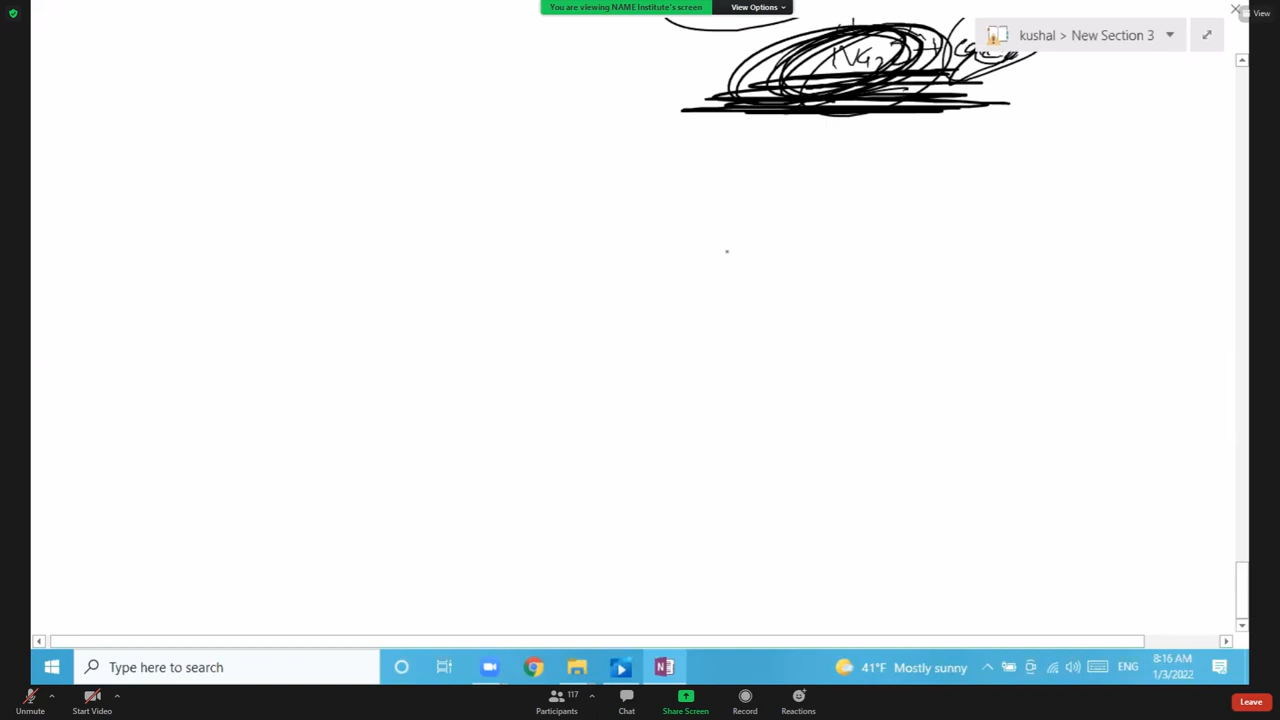 You are viewing NAME Institute's screen
View Options
View
kushal > New Section 3
Type here to search
41°F Mostly sunny
ENG
8:16 AM
1/3/2022
Unmute
Start Video
117
Participants
Chat
Share Screen
Record
Reactions
Leave